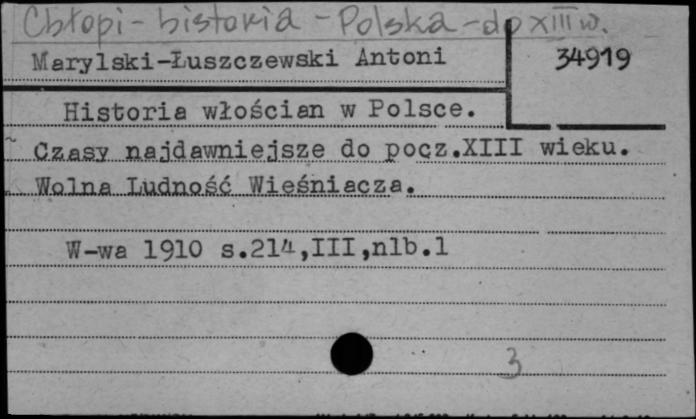 Chłopi - historia - Polska - do XIII w.
Marylski-Łuszczewski Antoni
34919
Historia włościan w Polsce.
Czasy najdawniejsze do pocz.XIII wieku.
Wolna Ludność Wieśniacza.
W-wa 1910 s.214,III,nlb.1
3